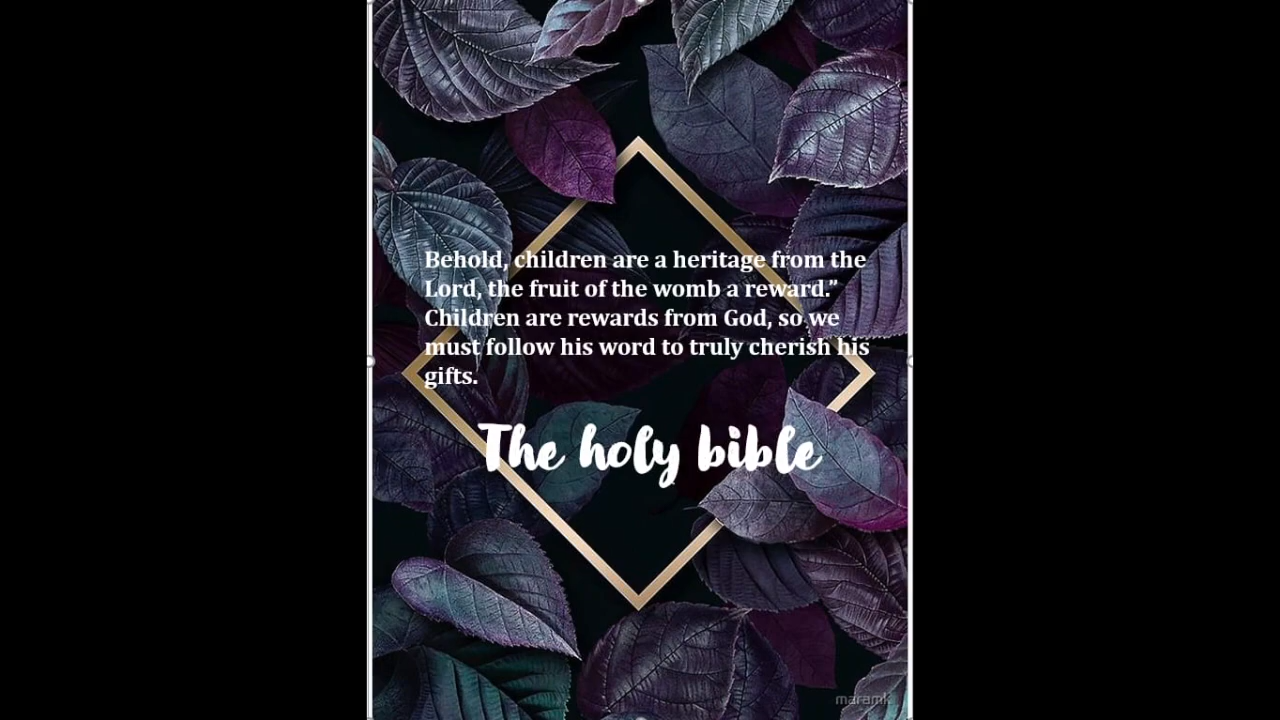 Behold, children are a heritage from the
Lord, the fruit of the womb a reward.”
Children are rewards from God, so we
must follow his word to truly cherish his
gifts.
The holy bible
maramk